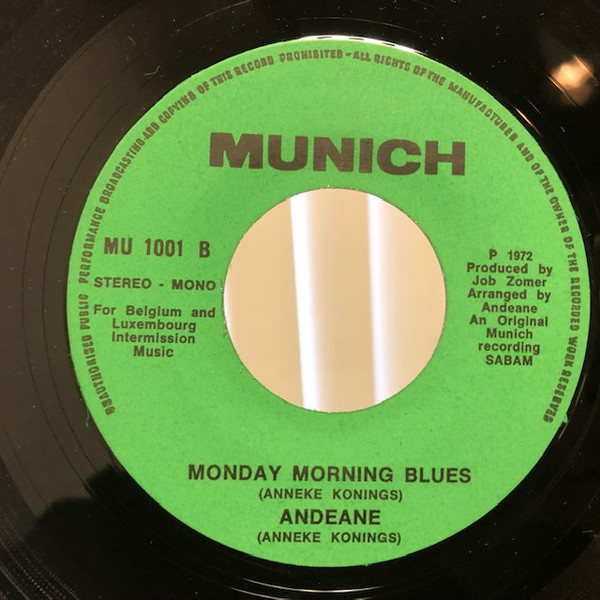 UNAUTHORISED PUBLIC PERFORMANCE BROADCASTING AND COPYING OF THIS RECORD PROHIBITED - ALL RIGHTS OF THE MANUFACTURER AND OF THE OWNER OF THE RECORDED WORK RESERVED
MUNICH
MU 1001 B
STEREO - MONO
For Belgium and
Luxembourg
Intermission
Music
P 1972
Produced by
Job Zomer
Arranged by
Andeane
An Original
Munich
recording
SABAM
MONDAY MORNING BLUES
(ANNEKE KONINGS)
ANDEANE
(ANNEKE KONINGS)